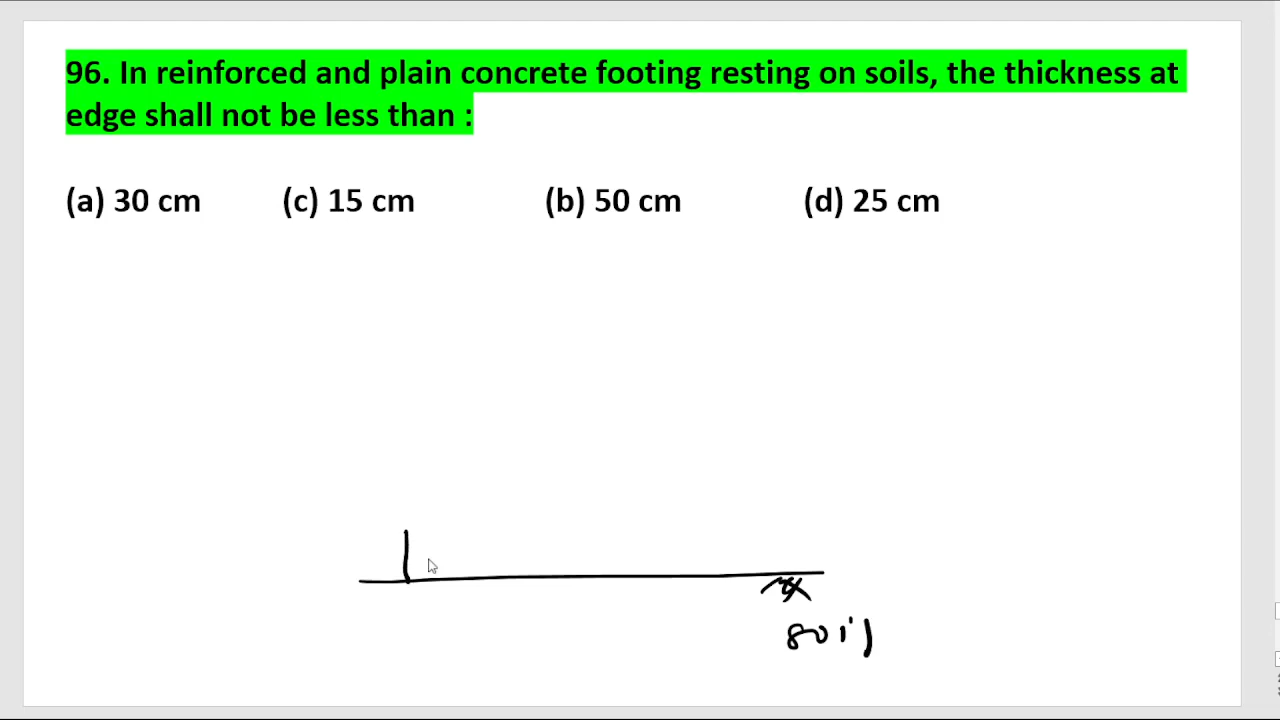 96. In reinforced and plain concrete footing resting on soils, the thickness at
edge shall not be less than :
(a) 30 cm (c) 15 cm (b) 50 cm (d) 25 cm
soil